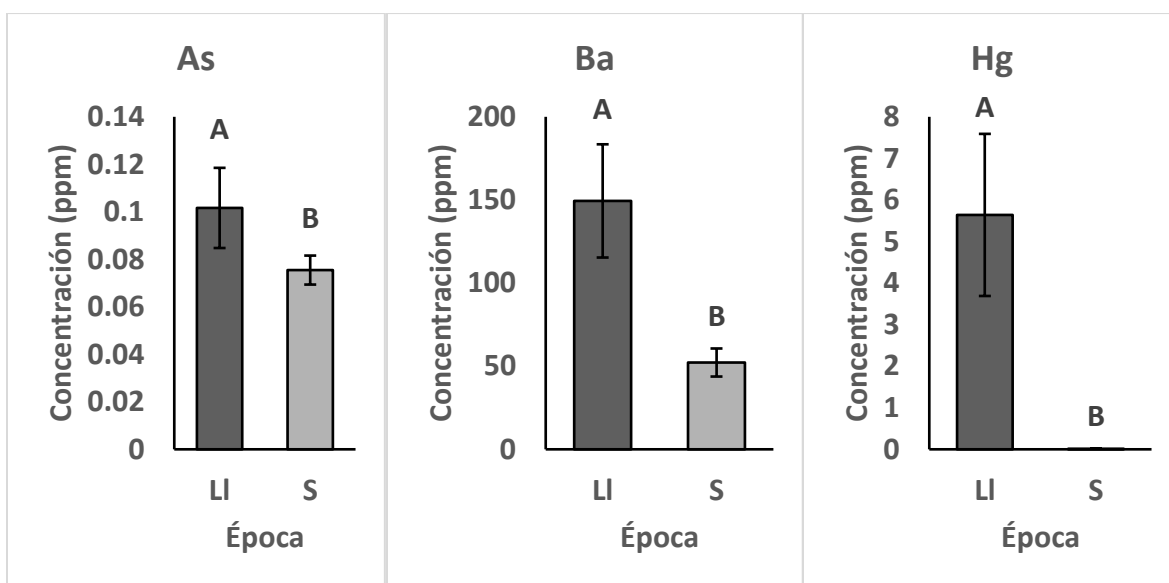 As
Concentración (ppm)
0.14
0.12
0.1
0.08
0.06
0.04
0.02
0
A
B
Ll S
Época
Ba
200
150
100
50
0
A
B
Ll S
Época
Hg
Concentración (ppm)
8
7
6
5
4
3
2
1
0
A
B
Ll S
Época